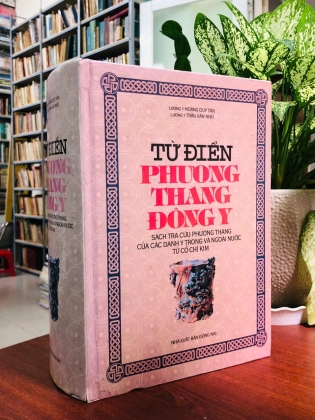 LƯƠNG Y HOÀNG DUY TÂN
LƯƠNG Y TRẦN VĂN NHỦ
TỪ ĐIỂN
PHƯƠNG
THANG
ĐÔNG Y
SÁCH TRA CỨU PHƯƠNG THANG
CỦA CÁC DANH Y TRONG VÀ NGOÀI NƯỚC
TỪ CỔ CHÍ KIM
NHÀ XUẤT BẢN ĐỒNG NAI
TỪ ĐIỂN
PHƯƠNG
THANG
ĐÔNG Y